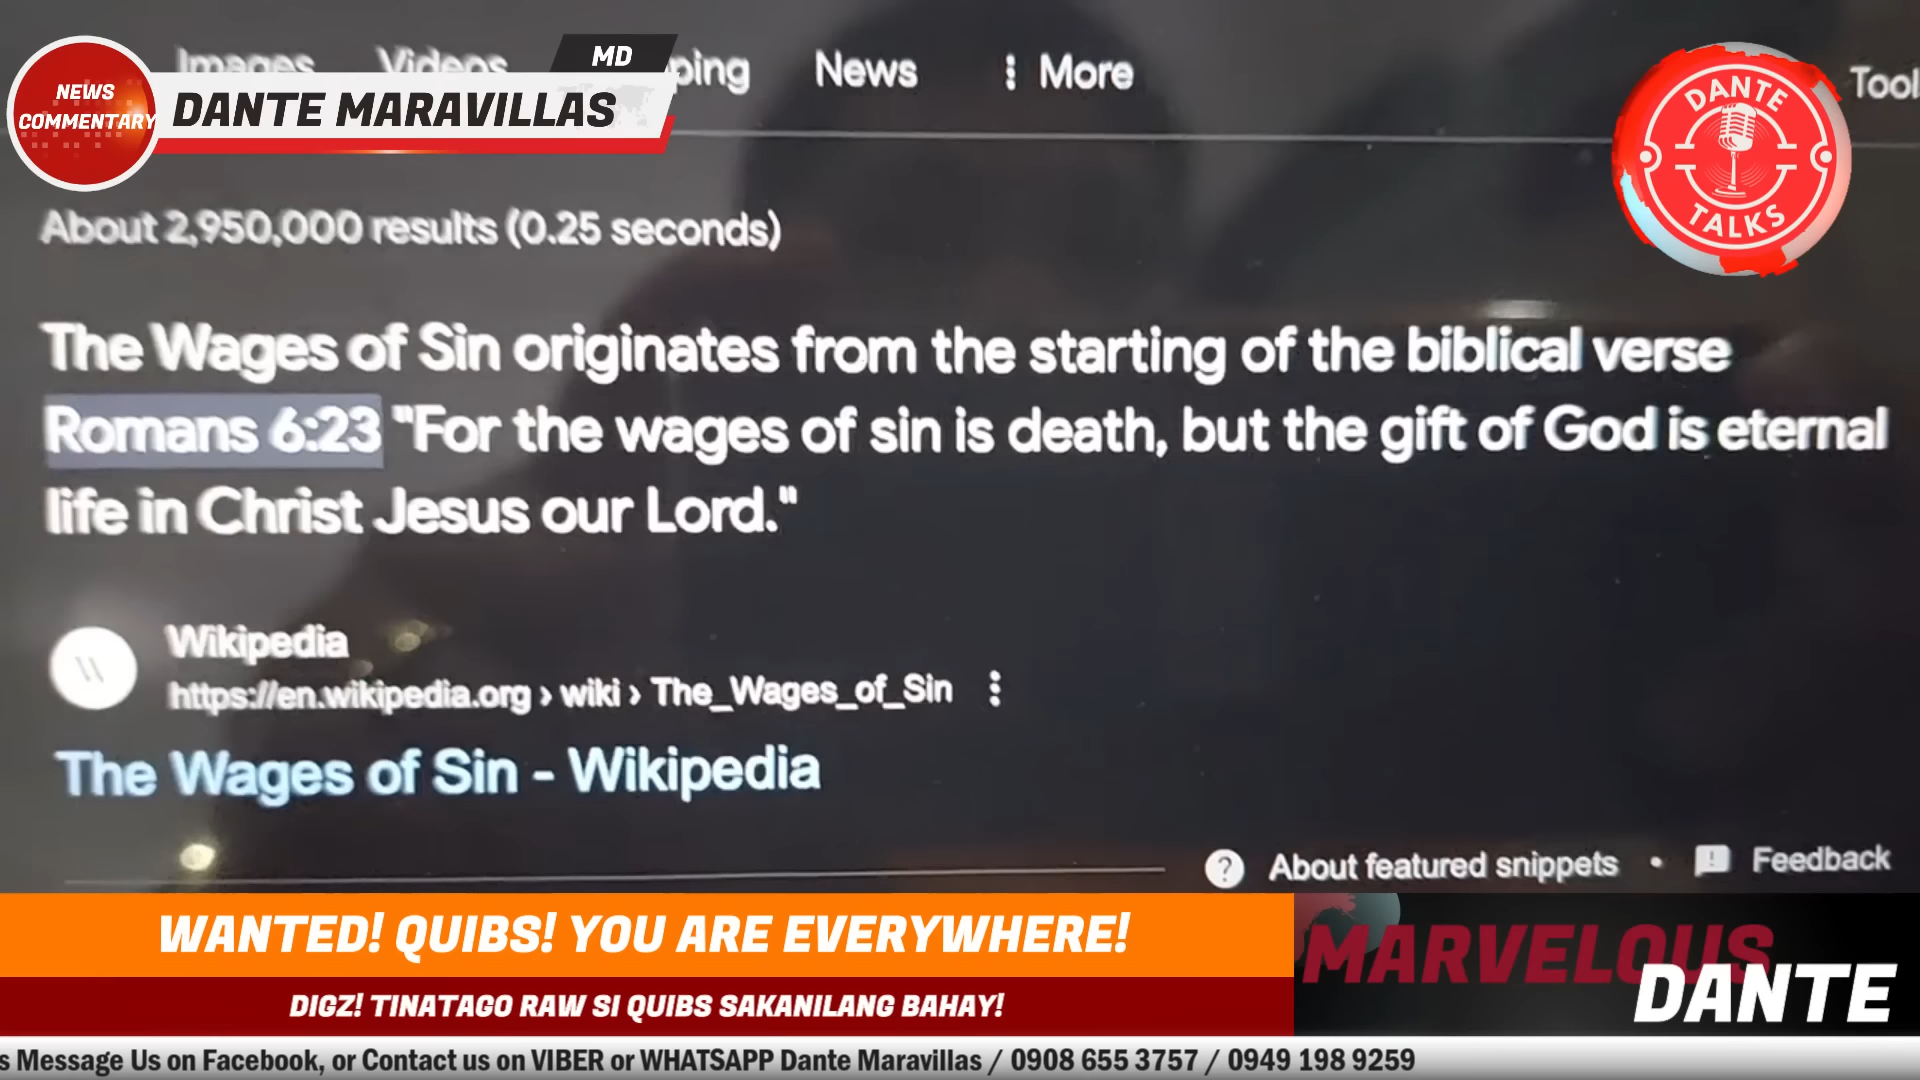 Images Videos ping News More Tool
MD
NEWS
COMMENTARY
DANTE MARAVILLAS
DANTE
TALKS
About 2,950,000 results (0.25 seconds)
The Wages of Sin originates from the starting of the biblical verse
Romans 6:23 "For the wages of sin is death, but the gift of God is eternal
life in Christ Jesus our Lord."
Wikipedia
https://en.wikipedia.org › wiki › The_Wages_of_Sin
The Wages of Sin - Wikipedia
About featured snippets • Feedback
WANTED! QUIBS! YOU ARE EVERYWHERE!
DIGZ! TINATAGO RAW SI QUIBS SAKANILANG BAHAY!
MARVELOUS
DANTE
s Message Us on Facebook, or Contact us on VIBER or WHATSAPP Dante Maravillas / 0908 655 3757 / 0949 198 9259